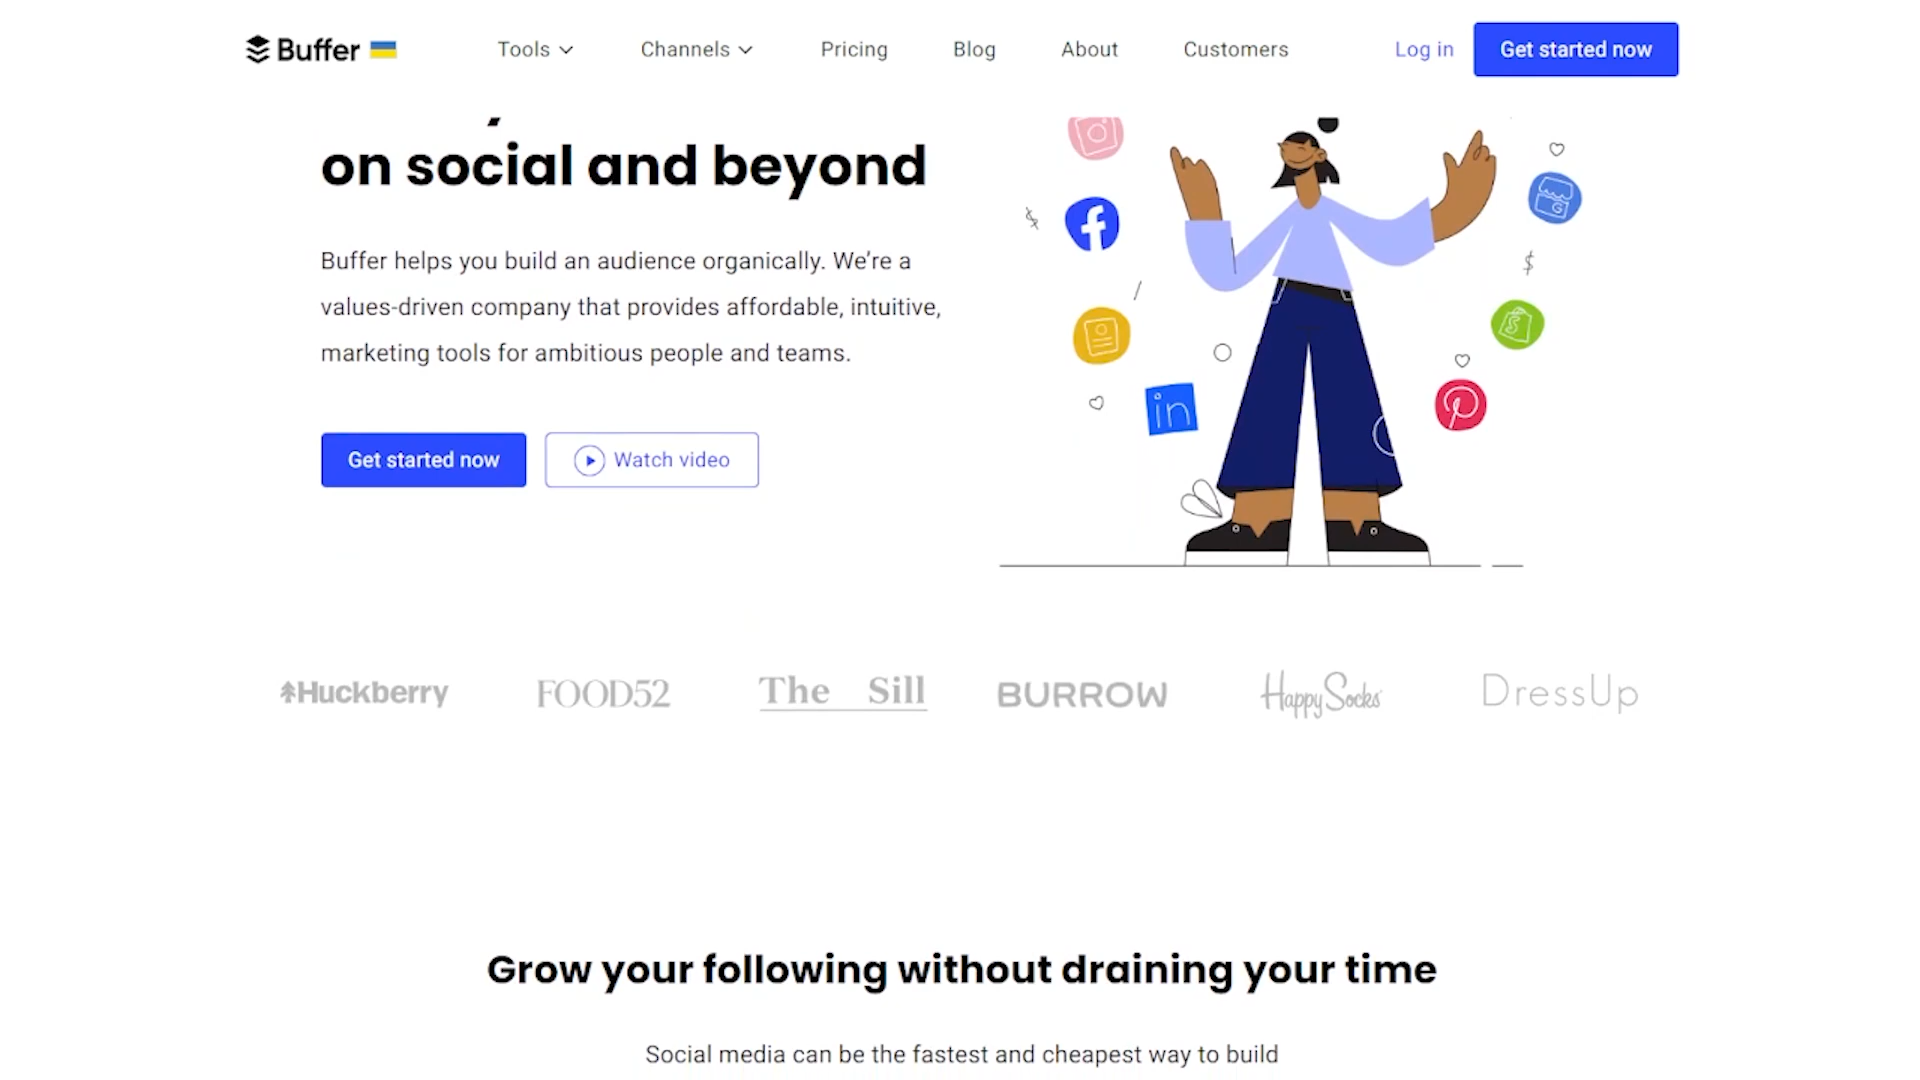 Buffer
Tools
Channels
Pricing
Blog
About
Customers
Log in
Get started now
on social and beyond
Buffer helps you build an audience organically. We’re a
values-driven company that provides affordable, intuitive,
marketing tools for ambitious people and teams.
Get started now
Watch video
in
Huckberry
FOOD52
The Sill
BURROW
Happy Socks
DressUp
Grow your following without draining your time
Social media can be the fastest and cheapest way to build